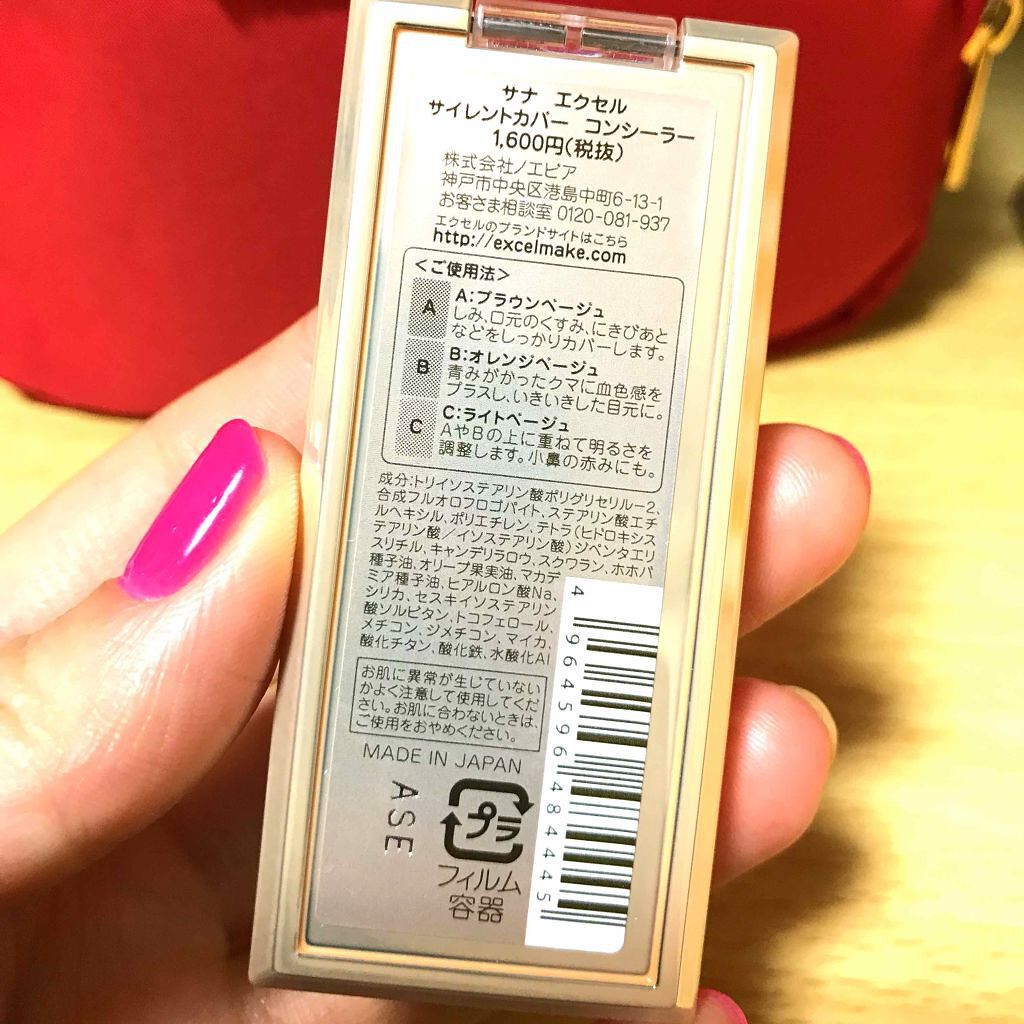 サナ エクセル
サイレントカバー コンシーラー
1,600円(税抜)
株式会社ノエビア
神戸市中央区港島中町6-13-1
お客さま相談室 0120-081-937
エクセルのブランドサイトはこちら
http://excelmake.com
＜ご使用法＞
A
A:ブラウンベージュ
しみ、口元のくすみ、にきびあと
などをしっかりカバーします。
B
B:オレンジベージュ
青みがかったクマに血色感を
プラスし、いきいきした目元に。
C
C:ライトベージュ
AやBの上に重ねて明るさを
調整します。小鼻の赤みにも。
成分:トリイソステアリン酸ポリグリセリル-2、
合成フルオロフロゴパイト、ステアリン酸エチ
ルヘキシル、ポリエチレン、テトラ(ヒドロキシス
テアリン酸／イソステアリン酸)ジペンタエリ
スリチル、キャンデリラロウ、スクワラン、ホホバ
種子油、オリーブ果実油、マカデ
ミア種子油、ヒアルロン酸Na、
シリカ、セスキイソステアリン
酸ソルビタン、トコフェロール、
メチコン、ジメチコン、マイカ、
酸化チタン、酸化鉄、水酸化Al
お肌に異常が生じていない
かよく注意して使用してくだ
さい。お肌に合わないときは、
ご使用をおやめください。
MADE IN JAPAN
ASE
プラ
フィルム
容器
4 964596 484445